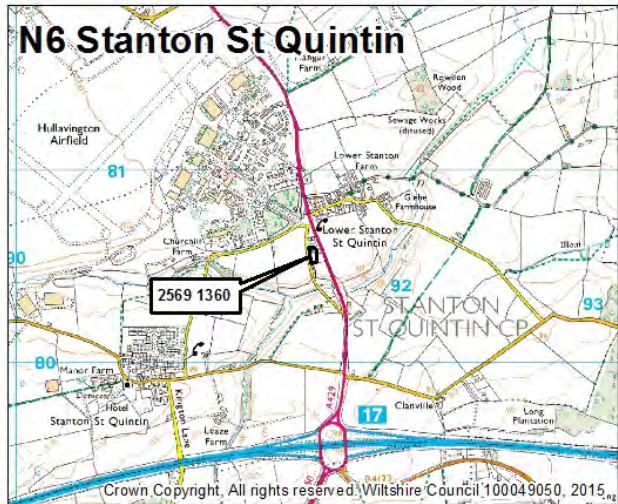 N6 Stanton St Quintin
Farm
Rowden
Wood
Sewage Works
(disused)
Hullavington
Airfield
Lower Stanton
Farm
81
Glebe
Farmhouse
Churchill
Farm
Lower Stanton
St Quintin
90
2569 1360
92
STANTON
ST QUINTIN CP
93
80
Manor Farm
Dovecote
Hotel
Stanton St Quintin
Kington Lane
Leaze
Farm
A429
17
Clanville
Long
Plantation
Crown Copyright, All rights reserved, Wiltshire Council 100049050, 2015